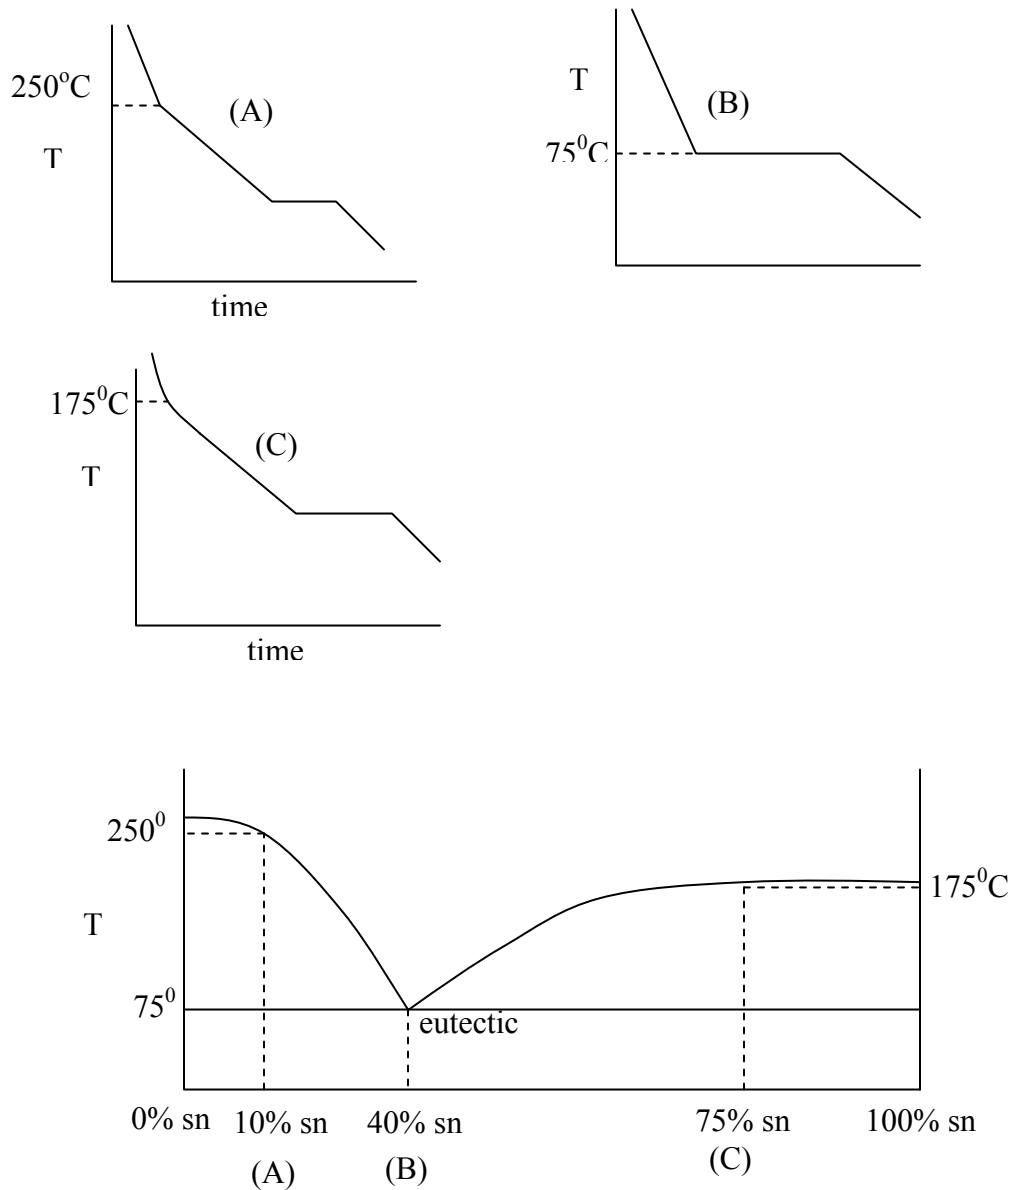 250°C
(A)
T
time
T
(B)
75⁰C
175⁰C
(C)
T
time
250⁰
175⁰C
T
75⁰
eutectic
0% sn 10% sn 40% sn 75% sn 100% sn
(A) (B) (C)